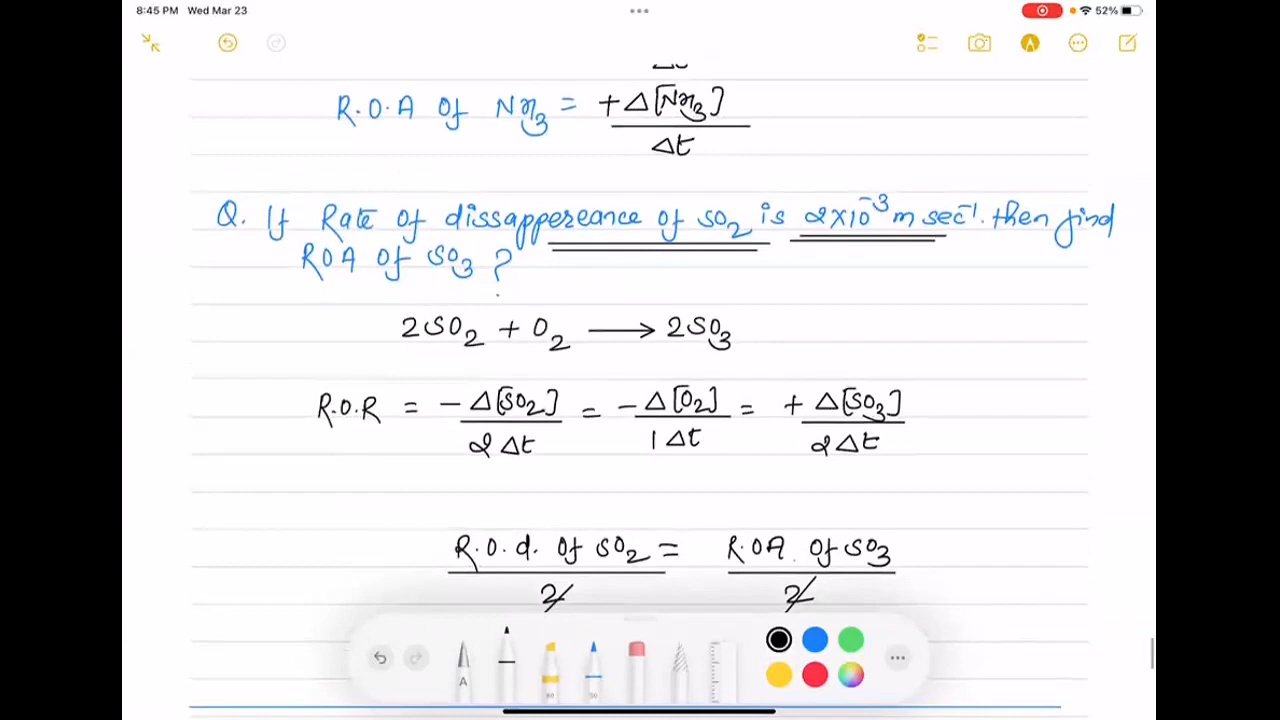 8:45 PM Wed Mar 23
52%
R.O.A Of NH3 = +Δ[NH3]
Δt
Q. If Rate Of dissappereance of SO2 is 2×10⁻³ m sec⁻¹. then find
ROA Of SO3 ?
2SO2 + O2 ⟶ 2SO3
R.O.R = -Δ[SO2] = -Δ[O2] = +Δ[SO3]
2Δt 1Δt 2Δt
R.O.d. Of SO2 = R.OA. Of SO3
2 2
A